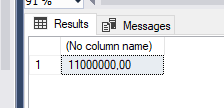 91 %
Results Messages
(No column name)
1 11000000,00